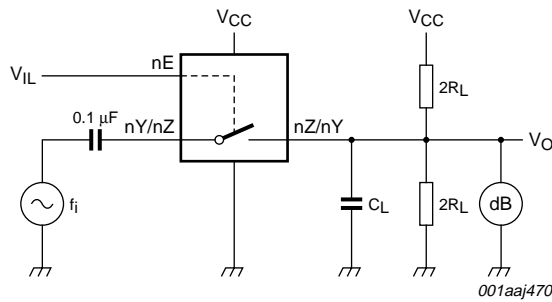 VCC
VCC
nE
VIL
2RL
0.1 μF
nY/nZ
nZ/nY
VO
fi
CL
2RL
dB
001aaj470